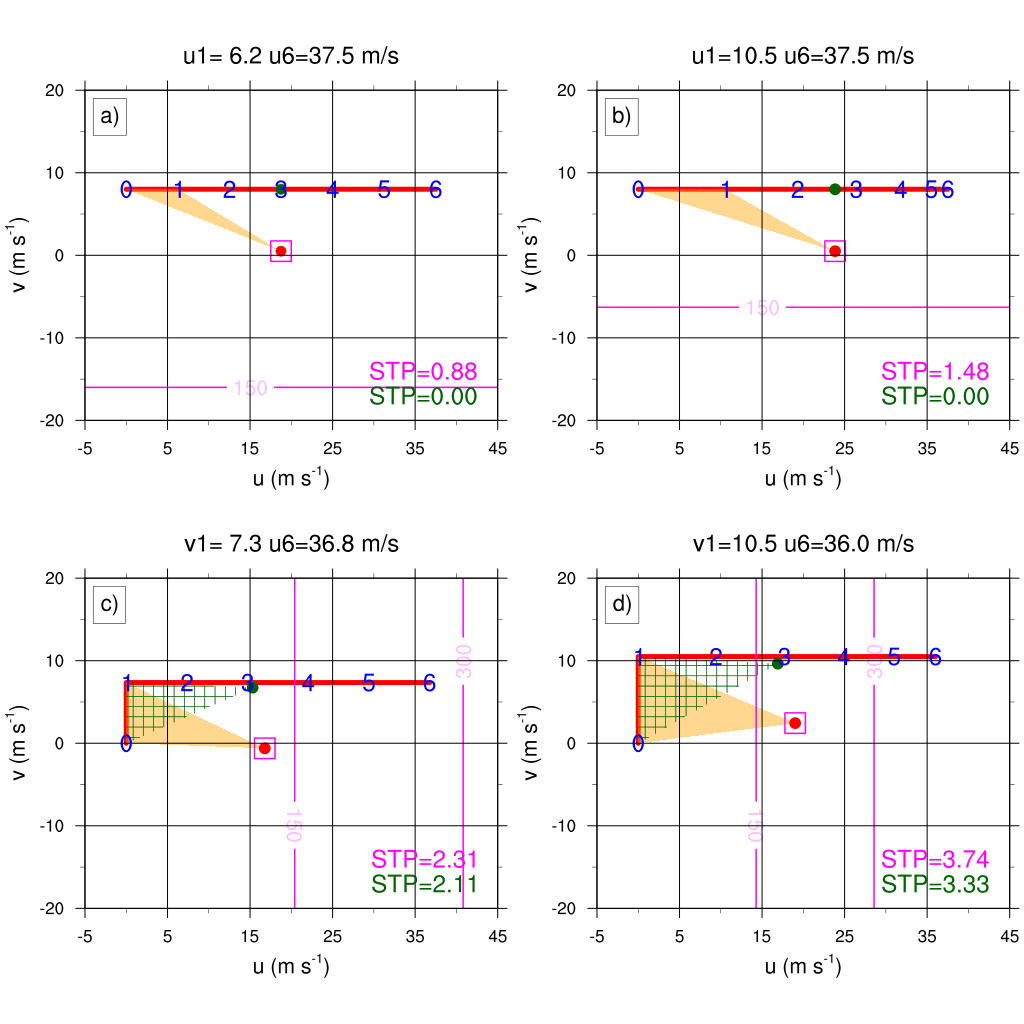 u1= 6.2 u6=37.5 m/s
a)
20
10
0
-10
-20
v (m s-1)
0 1 2 3 4 5 6
150
STP=0.88
STP=0.00
-5 5 15 25 35 45
u (m s-1)
u1=10.5 u6=37.5 m/s
b)
20
10
0
-10
-20
v (m s-1)
0 1 2 3 4 5 6
150
STP=1.48
STP=0.00
-5 5 15 25 35 45
u (m s-1)
v1= 7.3 u6=36.8 m/s
c)
20
10
0
-10
-20
v (m s-1)
300
1 2 3 4 5 6
0
150
STP=2.31
STP=2.11
-5 5 15 25 35 45
u (m s-1)
v1=10.5 u6=36.0 m/s
d)
20
10
0
-10
-20
v (m s-1)
300
1 2 3 4 5 6
0
150
STP=3.74
STP=3.33
-5 5 15 25 35 45
u (m s-1)